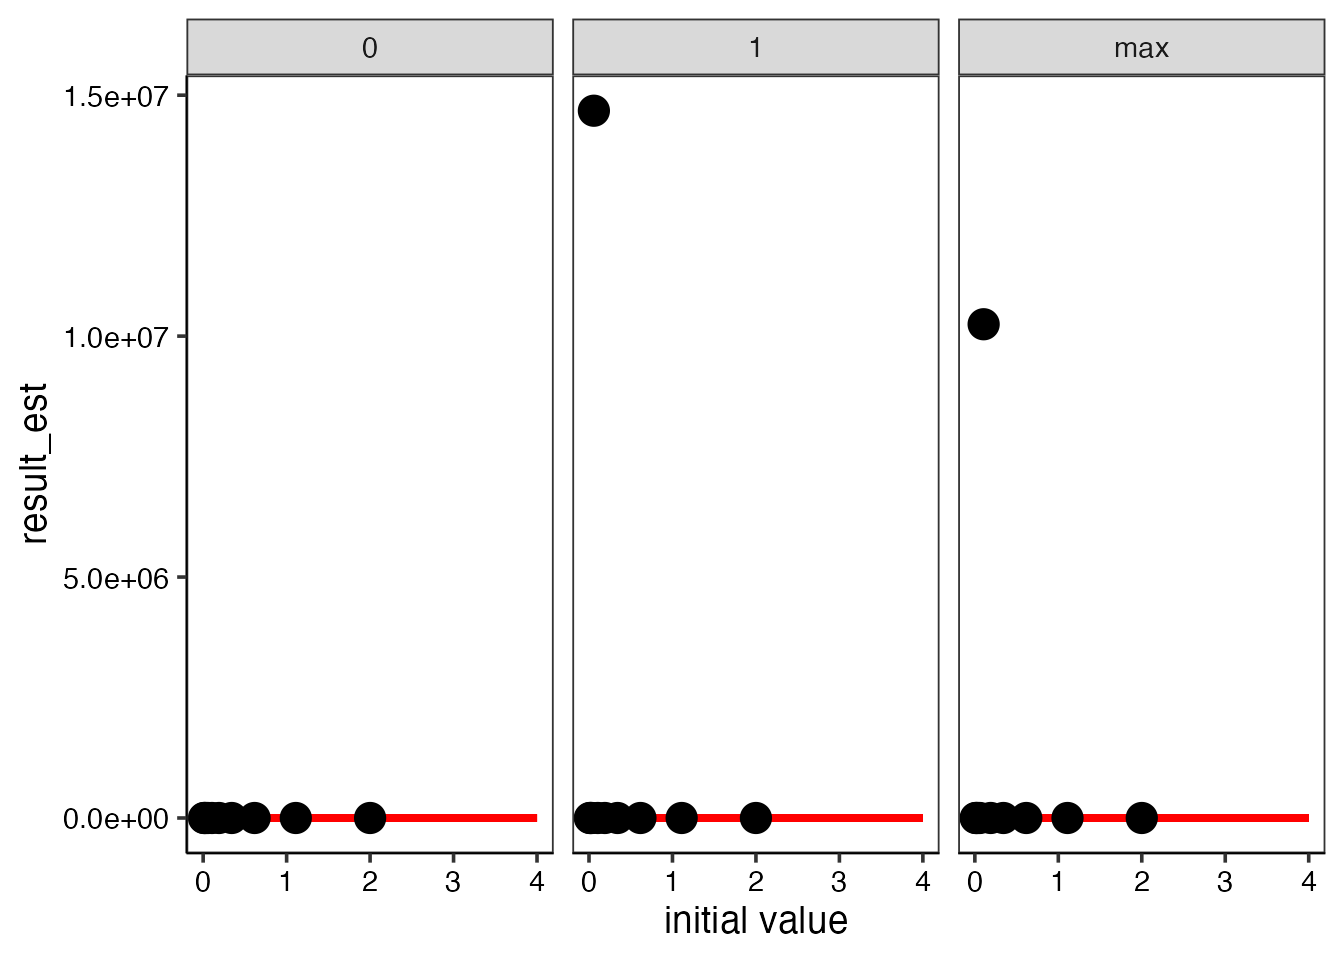 0 1 max
1.5e+07
1.0e+07
5.0e+06
0.0e+00
result_est
0 1 2 3 4 0 1 2 3 4 0 1 2 3 4
initial value